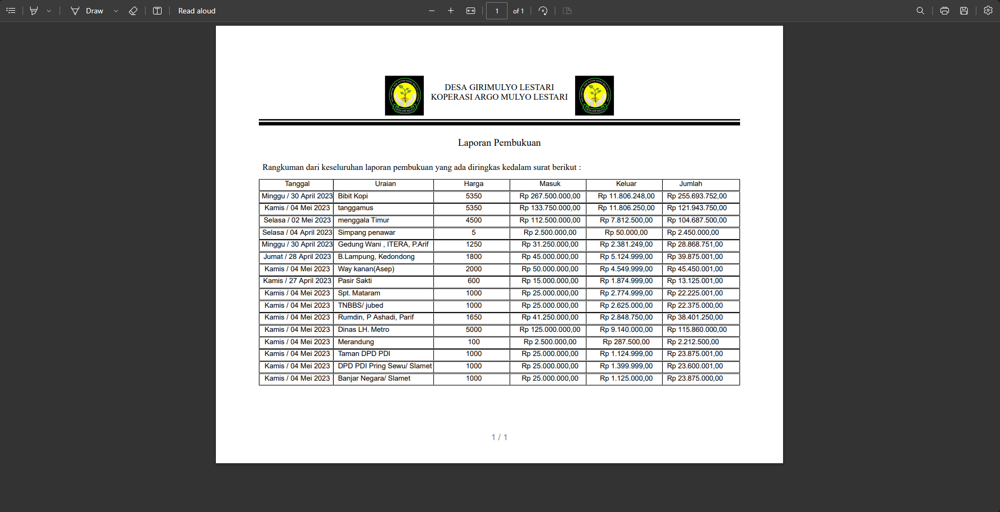 Draw
Read aloud
1 of 1
DESA GIRIMULYO LESTARI
KOPERASI ARGO MULYO LESTARI
Laporan Pembukuan
Rangkuman dari keseluruhan laporan pembukuan yang ada diringkas kedalam surat berikut :
Tanggal Uraian Harga Masuk Keluar Jumlah
Minggu / 30 April 2023 Bibit Kopi 5350 Rp 267.500.000,00 Rp 11.806.248,00 Rp 255.693.752,00
Kamis / 04 Mei 2023 tanggamus 5350 Rp 133.750.000,00 Rp 11.806.250,00 Rp 121.943.750,00
Selasa / 02 Mei 2023 menggala Timur 4500 Rp 112.500.000,00 Rp 7.812.500,00 Rp 104.687.500,00
Selasa / 04 April 2023 Simpang penawar 5 Rp 2.500.000,00 Rp 50.000,00 Rp 2.450.000,00
Minggu / 30 April 2023 Gedung Wani , ITERA, P.Arif 1250 Rp 31.250.000,00 Rp 2.381.249,00 Rp 28.868.751,00
Jumat / 28 April 2023 B.Lampung, Kedondong 1800 Rp 45.000.000,00 Rp 5.124.999,00 Rp 39.875.001,00
Kamis / 04 Mei 2023 Way kanan(Asep) 2000 Rp 50.000.000,00 Rp 4.549.999,00 Rp 45.450.001,00
Kamis / 27 April 2023 Pasir Sakti 600 Rp 15.000.000,00 Rp 1.874.999,00 Rp 13.125.001,00
Kamis / 04 Mei 2023 Spt. Mataram 1000 Rp 25.000.000,00 Rp 2.774.999,00 Rp 22.225.001,00
Kamis / 04 Mei 2023 TNBBS/ jubed 1000 Rp 25.000.000,00 Rp 2.625.000,00 Rp 22.375.000,00
Kamis / 04 Mei 2023 Rumdin, P Ashadi, Parif 1650 Rp 41.250.000,00 Rp 2.848.750,00 Rp 38.401.250,00
Kamis / 04 Mei 2023 Dinas LH. Metro 5000 Rp 125.000.000,00 Rp 9.140.000,00 Rp 115.860.000,00
Kamis / 04 Mei 2023 Merandung 100 Rp 2.500.000,00 Rp 287.500,00 Rp 2.212.500,00
Kamis / 04 Mei 2023 Taman DPD PDI 1000 Rp 25.000.000,00 Rp 1.124.999,00 Rp 23.875.001,00
Kamis / 04 Mei 2023 DPD PDI Pring Sewu/ Slamet 1000 Rp 25.000.000,00 Rp 1.399.999,00 Rp 23.600.001,00
Kamis / 04 Mei 2023 Banjar Negara/ Slamet 1000 Rp 25.000.000,00 Rp 1.125.000,00 Rp 23.875.000,00
1 / 1